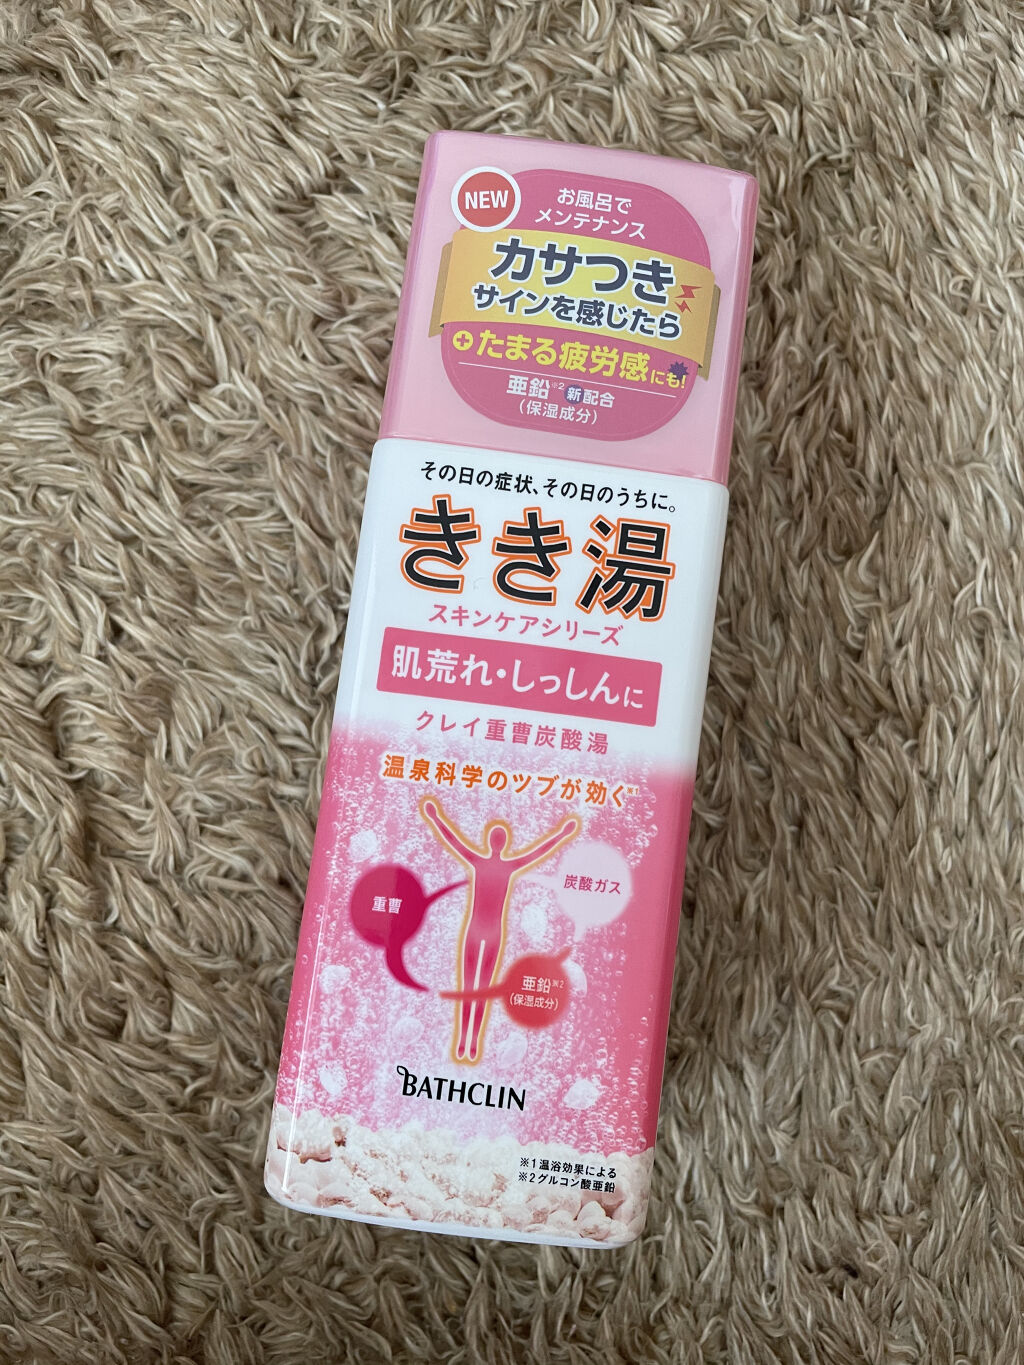 NEW
お風呂で
メンテナンス
カサつき
サインを感じたら
+たまる疲労感にも!
亜鉛※2新配合
(保湿成分)
その日の症状、その日のうちに。
きき湯
スキンケアシリーズ
肌荒れ・しっしんに
クレイ重曹炭酸湯
温泉科学のツブが効く※1
炭酸ガス
重曹
亜鉛※2
(保湿成分)
BATHCLIN
※1温浴効果による
※2グルコン酸亜鉛